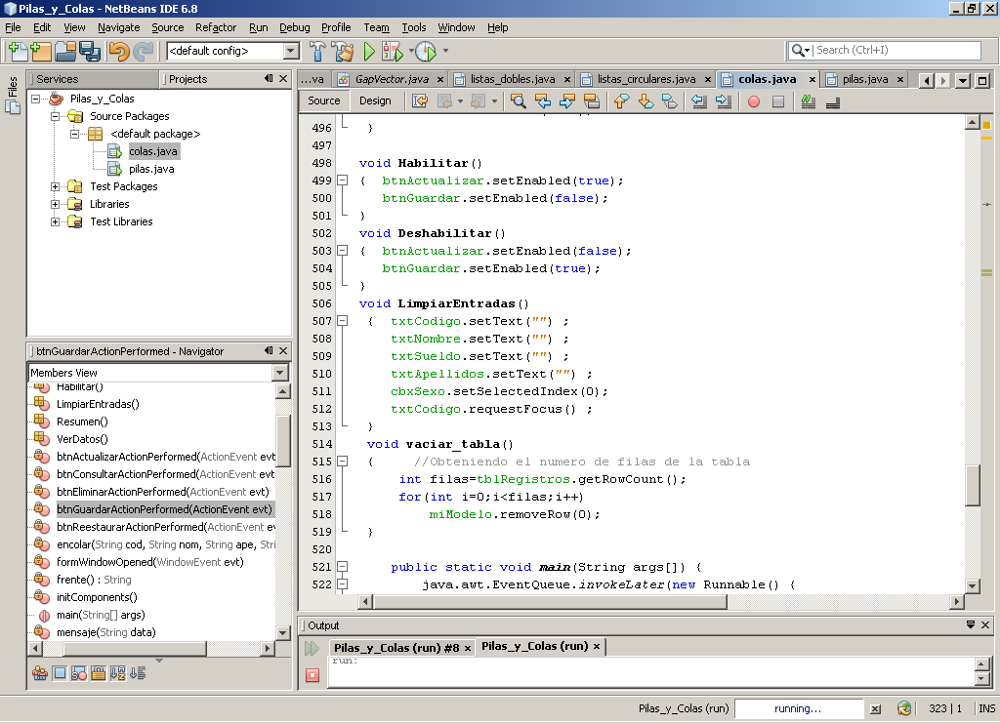 Pilas_y_Colas - NetBeans IDE 6.8
File Edit View Navigate Source Refactor Run Debug Profile Team Tools Window Help
<default config>
Search (Ctrl+I)
Files
Services
Projects
Pilas_y_Colas
Source Packages
<default package>
colas.java
pilas.java
Test Packages
Libraries
Test Libraries
btnGuardarActionPerformed - Navigator
Members View
Habilitar()
LimpiarEntradas()
Resumen()
VerDatos()
btnActualizarActionPerformed(ActionEvent evt
btnConsultarActionPerformed(ActionEvent evt
btnEliminarActionPerformed(ActionEvent evt)
btnGuardarActionPerformed(ActionEvent evt)
btnReestaurarActionPerformed(ActionEvent ev
encolar(String cod, String nom, String ape, Stri
formWindowOpened(WindowEvent evt)
frente() : String
initComponents()
main(String[] args)
mensaje(String data)
...va GapVector.java listas_dobles.java listas_circulares.java colas.java pilas.java
Source Design
496 }
497
498 void Habilitar()
499 { btnActualizar.setEnabled(true);
500 btnGuardar.setEnabled(false);
501 }
502 void Deshabilitar()
503 { btnActualizar.setEnabled(false);
504 btnGuardar.setEnabled(true);
505 }
506 void LimpiarEntradas()
507 { txtCodigo.setText("") ;
508 txtNombre.setText("") ;
509 txtSueldo.setText("") ;
510 txtApellidos.setText("") ;
511 cbxSexo.setSelectedIndex(0);
512 txtCodigo.requestFocus() ;
513 }
514 void vaciar_tabla()
515 { //Obteniendo el numero de filas de la tabla
516 int filas=tblRegistros.getRowCount();
517 for(int i=0;i<filas;i++)
518 miModelo.removeRow(0);
519 }
520
521 public static void main(String args[]) {
522 java.awt.EventQueue.invokeLater(new Runnable() {
Output
Pilas_y_Colas (run) #8 Pilas_y_Colas (run)
run:
Pilas_y_Colas (run) running... 323 | 1 INS